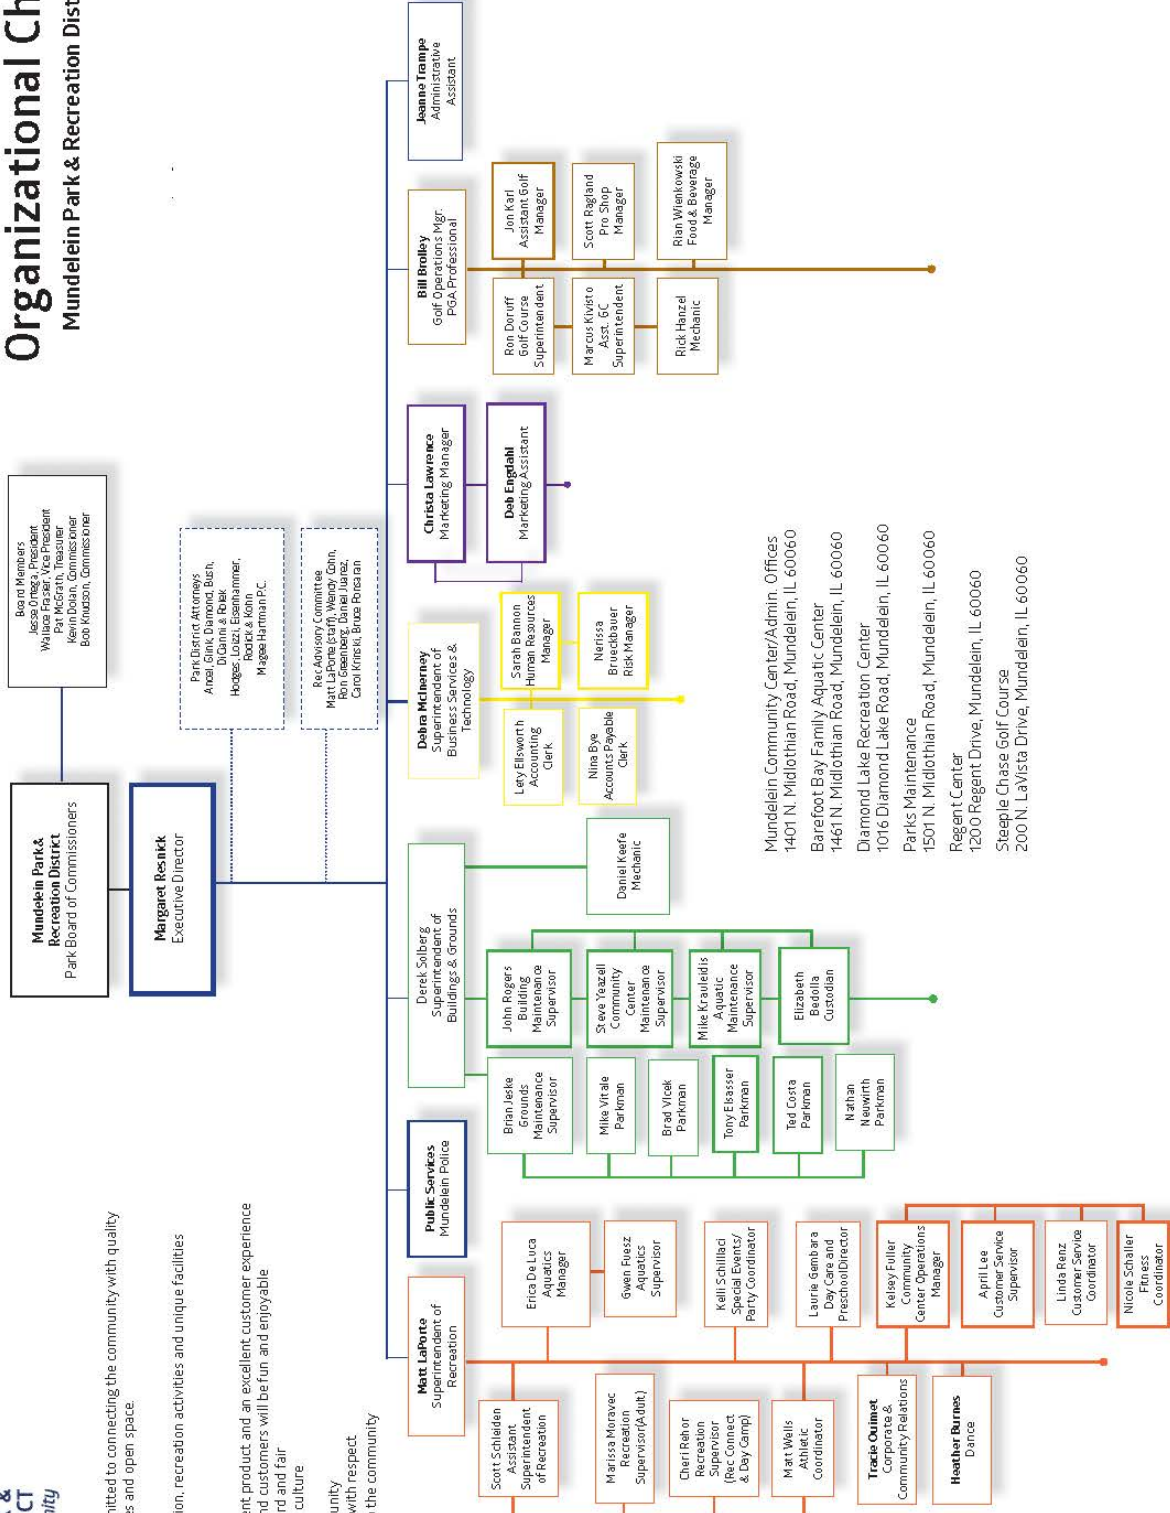 Organizational Ch
Mundelein Park & Recreation Dist
&
CT
nity
itted to connecting the community with quality
s and open space.
ion, recreation activities and unique facilities
nt product and an excellent customer experience
nd customers will be fun and enjoyable
rd and fair
culture
unity
with respect
the community
Mundelein Park &
Recreation District
Park Board of Commissioners
Board Members
Jesse Ortega, President
Wallace Frasier, Vice President
Pat McGrath, Treasurer
Kevin Dolan, Commissioner
Bob Knudson, Commissioner
Margaret Resnick
Executive Director
Park District Attorneys
Ancel, Glink, Diamond, Bush,
DiCianni & Rolek
Hodges, Loizzi, Eisenhammer,
Rodick & Kohn
Magee Hartman P.C.
Rec Advisory Committee
Matt LaPorte (staff), Wendy Cohn,
Ron Greenberg, Daniel Juarez,
Carol Krinski, Bruce Ponsaran
Matt LaPorte
Superintendent of
Recreation
Public Services
Mundelein Police
Derek Solberg
Superintendent of
Buildings & Grounds
Debra McInerney
Superintendent of
Business Services &
Technology
Christa Lawrence
Marketing Manager
Bill Brolley
Golf Operations Mgr.
PGA Professional
Jeanne Trampe
Administrative
Assistant
Scott Schleiden
Assistant
Superintendent
of Recreation
Marissa Moravec
Recreation
Supervisor(Adult)
Cheri Rehor
Recreation
Supervisor
(Rec Connect
& Day Camp)
Matt Wells
Athletic
Coordinator
Tracie Ouimet
Corporate &
Community Relations
Heather Burnes
Dance
Erica De Luca
Aquatics
Manager
Gwen Fuesz
Aquatics
Supervisor
Kelli Schilllaci
Special Events/
Party Coordinator
Laurie Gembara
Day Care and
Preschool Director
Kelsey Fuller
Community
Center Operations
Manager
April Lee
Customer Service
Supervisor
Linda Renz
Customer Service
Coordinator
Nicole Schaller
Fitness
Coordinator
Brian Jeske
Grounds
Maintenance
Supervisor
Mike Vitale
Parkman
Brad Vlcek
Parkman
Tony Elsasser
Parkman
Ted Costa
Parkman
Nathan
Neuwirth
Parkman
John Rogers
Building
Maintenance
Supervisor
Steve Yeazell
Community
Center
Maintenance
Supervisor
Mike Krauleidis
Aquatic
Maintenance
Supervisor
Elizabeth
Bedolla
Custodian
Daniel Keefe
Mechanic
Lety Ellsworth
Accounting
Clerk
Nina Bye
Accounts Payable
Clerk
Sarah Bannon
Human Resources
Manager
Nerissa
Brueckbauer
Risk Manager
Deb Engdahl
Marketing Assistant
Ron Doruff
Golf Course
Superintendent
Marcus Kivisto
Asst. GC
Superintendent
Rick Hanzel
Mechanic
Jon Karl
Assistant Golf
Manager
Scott Ragland
Pro Shop
Manager
Rian Wienkowski
Food & Beverage
Manager
Mundelein Community Center/Admin. Offices
1401 N. Midlothian Road, Mundelein, IL 60060
Barefoot Bay Family Aquatic Center
1461 N. Midlothian Road, Mundelein, IL 60060
Diamond Lake Recreation Center
1016 Diamond Lake Road, Mundelein, IL 60060
Parks Maintenance
1501 N. Midlothian Road, Mundelein, IL 60060
Regent Center
1200 Regent Drive, Mundelein, IL 60060
Steeple Chase Golf Course
200 N. LaVista Drive, Mundelein, IL 60060